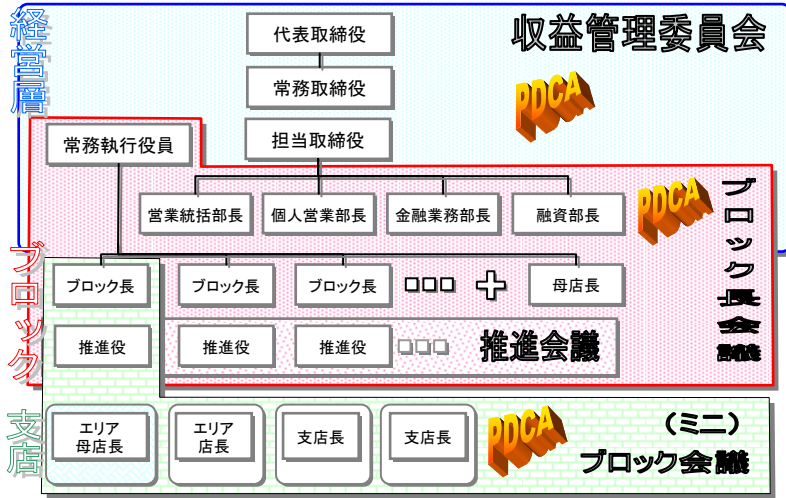 経営層
代表取締役
収益管理委員会
常務取締役
PDCA
常務執行役員
担当取締役
営業統括部長
個人営業部長
金融業務部長
融資部長
PDCA
ブロック長会議
ブロック
ブロック長
ブロック長
ブロック長
□□□
+
母店長
推進役
推進役
推進役
□□□
推進会議
支店
エリア
母店長
エリア
店長
支店長
支店長
PDCA
(ミニ)
ブロック会議